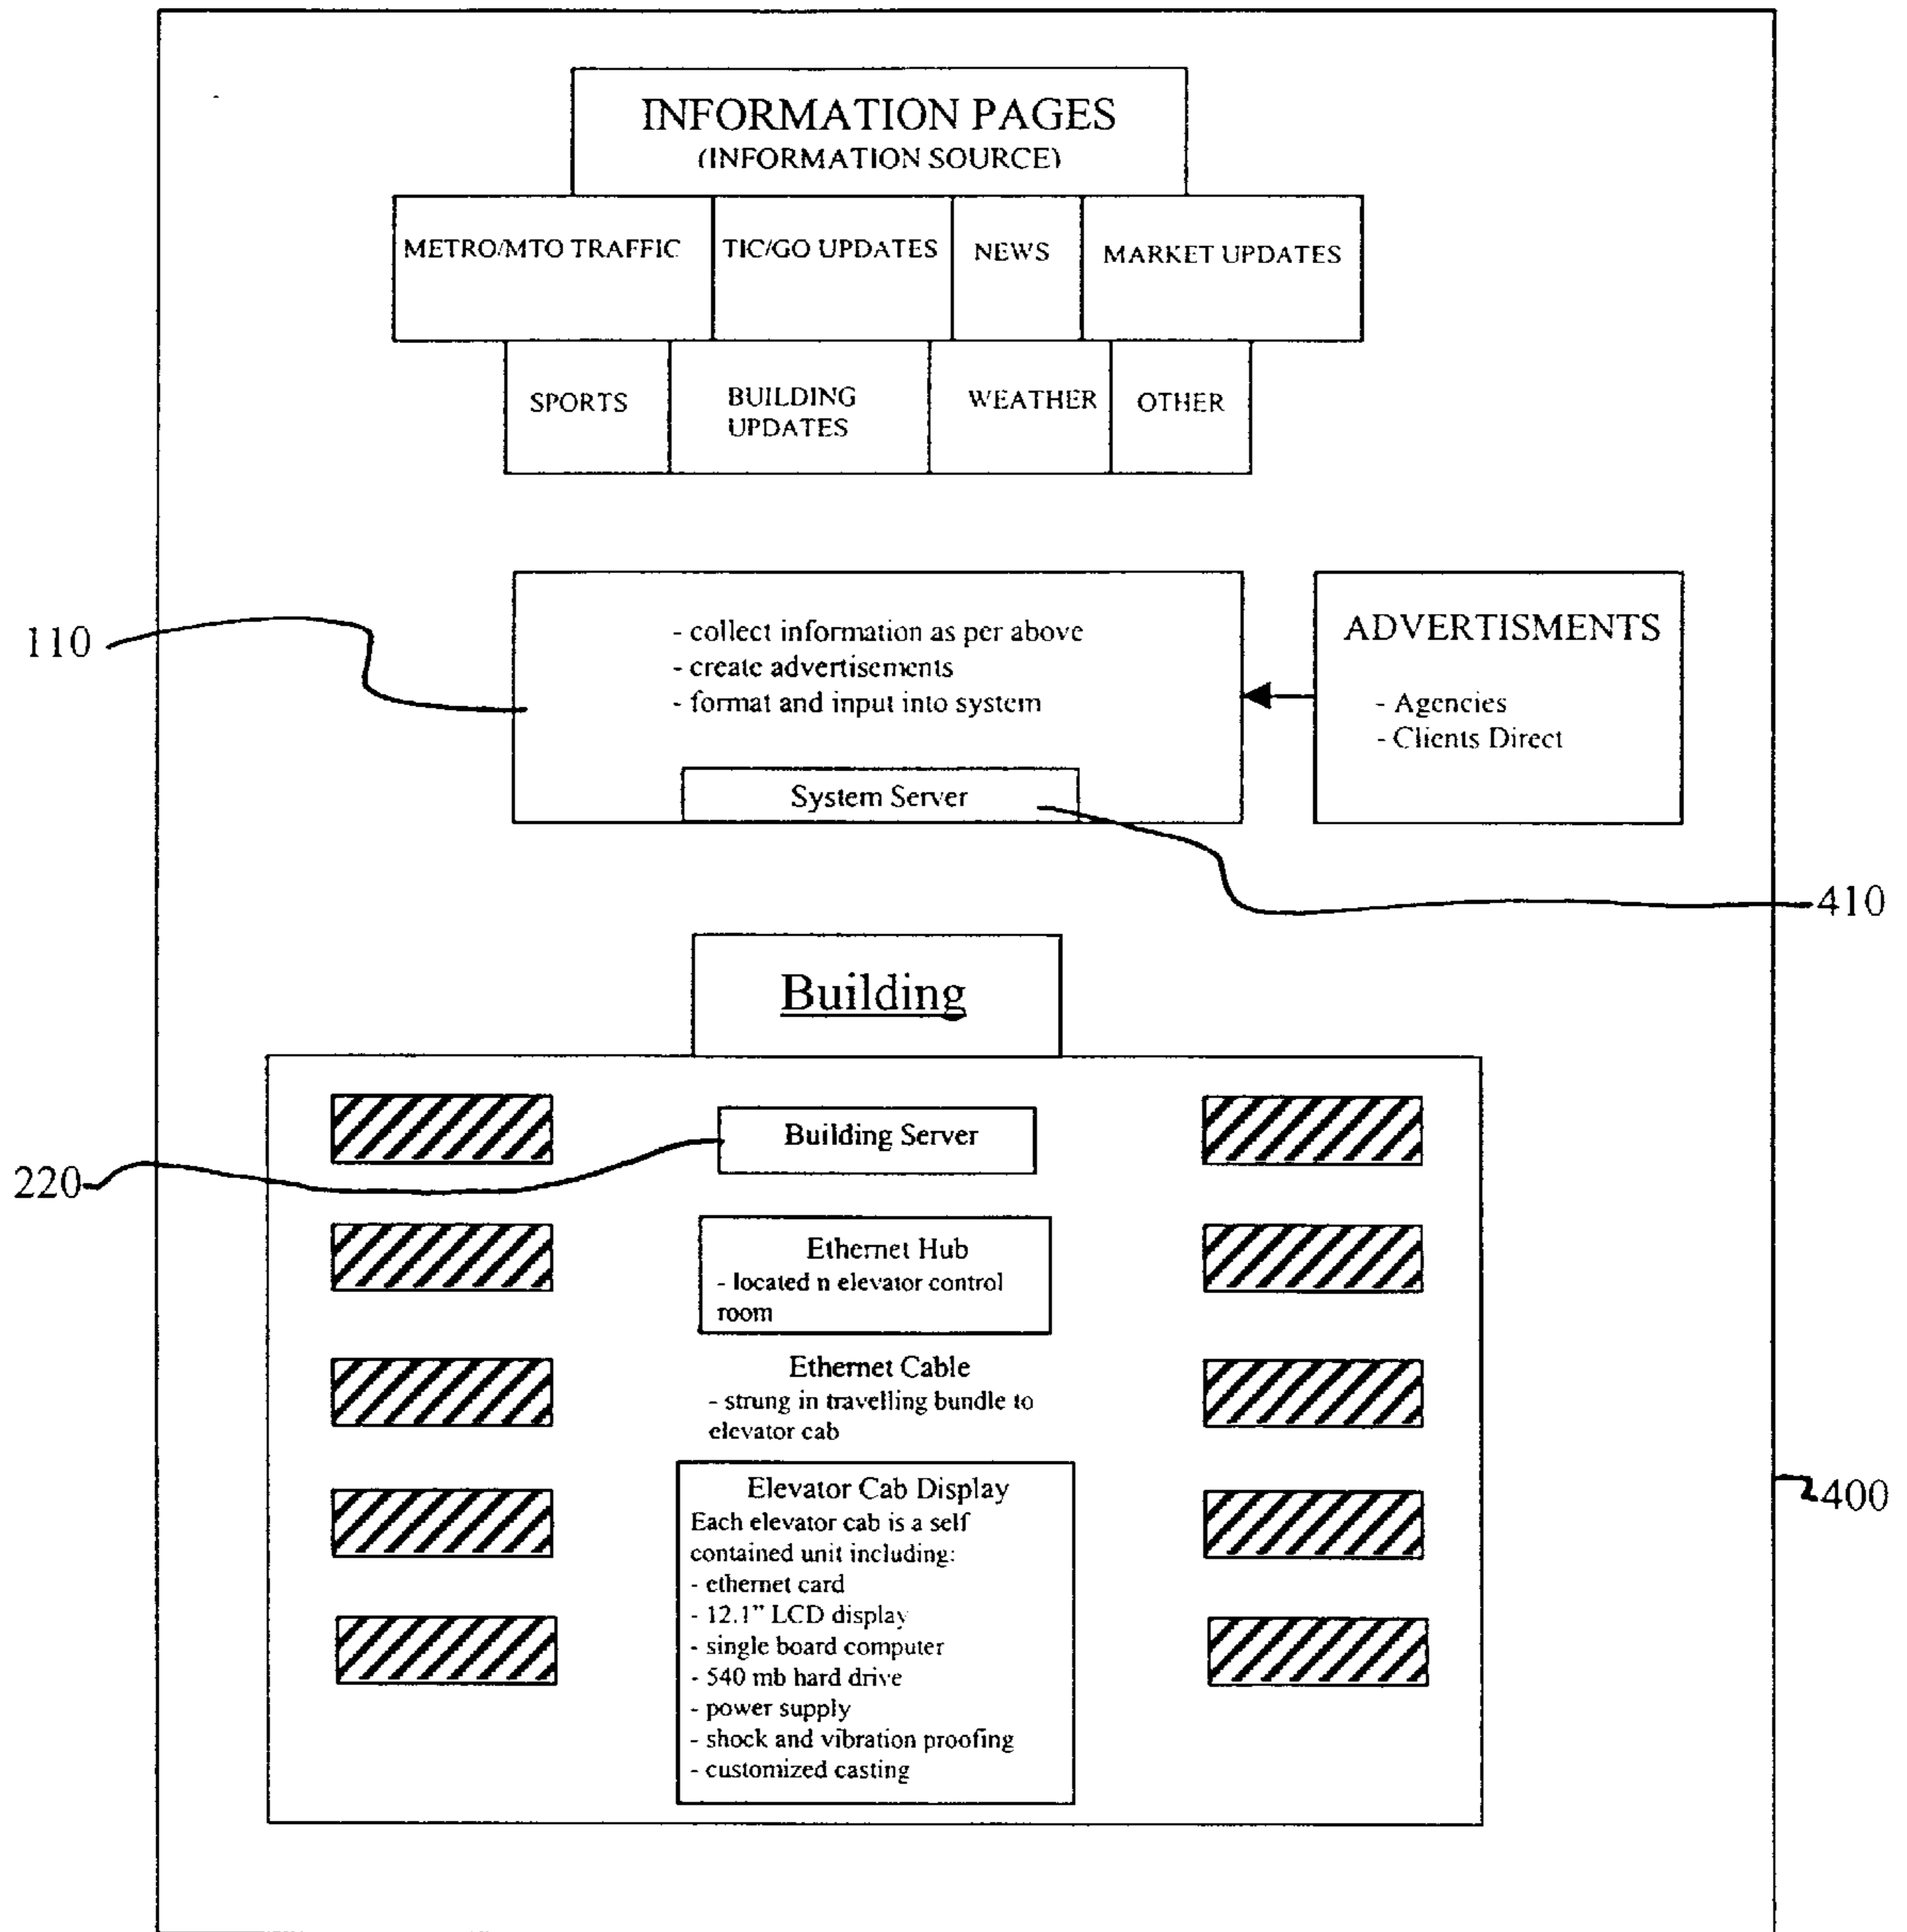 INFORMATION PAGES
(INFORMATION SOURCE)
METRO/MTO TRAFFIC
TIC/GO UPDATES
NEWS
MARKET UPDATES
SPORTS
BUILDING
UPDATES
WEATHER
OTHER
110
- collect information as per above
- create advertisements
- format and input into system
System Server
ADVERTISMENTS
- Agencies
- Clients Direct
410
Building
220
Building Server
Ethernet Hub
- located n elevator control
room
Ethernet Cable
- strung in travelling bundle to
elevator cab
Elevator Cab Display
Each elevator cab is a self
contained unit including:
- ethernet card
- 12.1" LCD display
- single board computer
- 540 mb hard drive
- power supply
- shock and vibration proofing
- customized casting
400